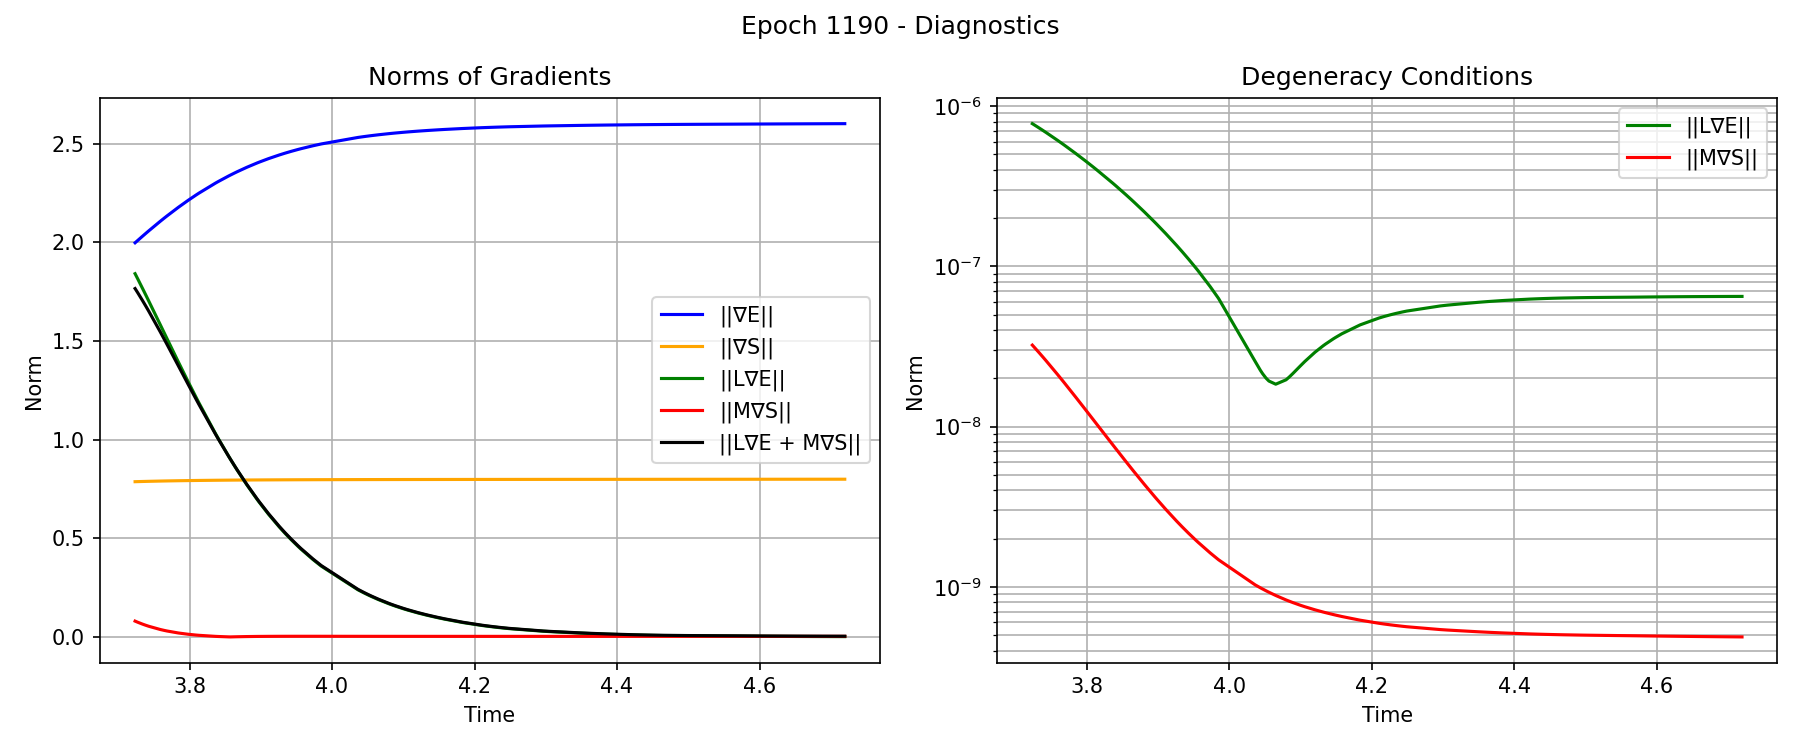 Epoch 1190 - Diagnostics
Norms of Gradients
Norm
2.5
2.0
1.5
1.0
0.5
0.0
||∇E||
||∇S||
||L∇E||
||M∇S||
||L∇E + M∇S||
3.8
4.0
4.2
4.4
4.6
Time
Degeneracy Conditions
Norm
10⁻⁶
10⁻⁷
10⁻⁸
10⁻⁹
||L∇E||
||M∇S||
3.8
4.0
4.2
4.4
4.6
Time